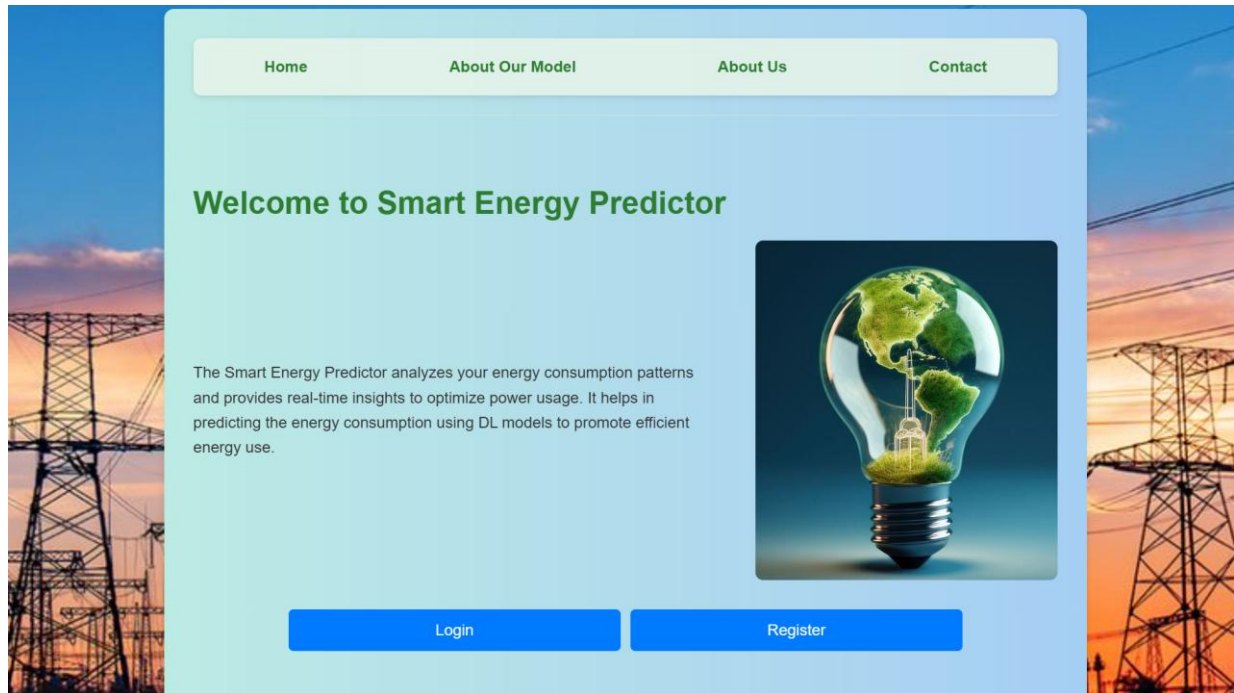 Home About Our Model About Us Contact
Welcome to Smart Energy Predictor
The Smart Energy Predictor analyzes your energy consumption patterns
and provides real-time insights to optimize power usage. It helps in
predicting the energy consumption using DL models to promote efficient
energy use.
Login Register